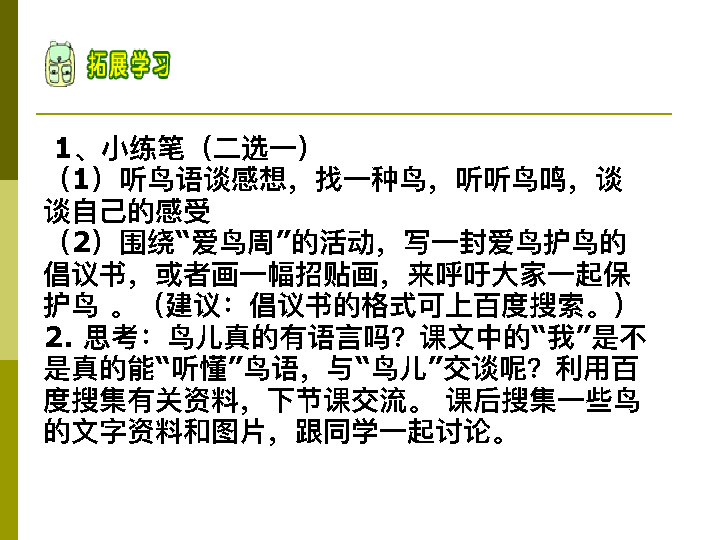 拓展学习
1、小练笔（二选一）
（1）听鸟语谈感想，找一种鸟，听听鸟鸣，谈
谈自己的感受
（2）围绕“爱鸟周”的活动，写一封爱鸟护鸟的
倡议书，或者画一幅招贴画，来呼吁大家一起保
护鸟 。（建议：倡议书的格式可上百度搜索。）
2. 思考：鸟儿真的有语言吗？课文中的“我”是不
是真的能“听懂”鸟语，与“鸟儿”交谈呢？利用百
度搜集有关资料，下节课交流。 课后搜集一些鸟
的文字资料和图片，跟同学一起讨论。